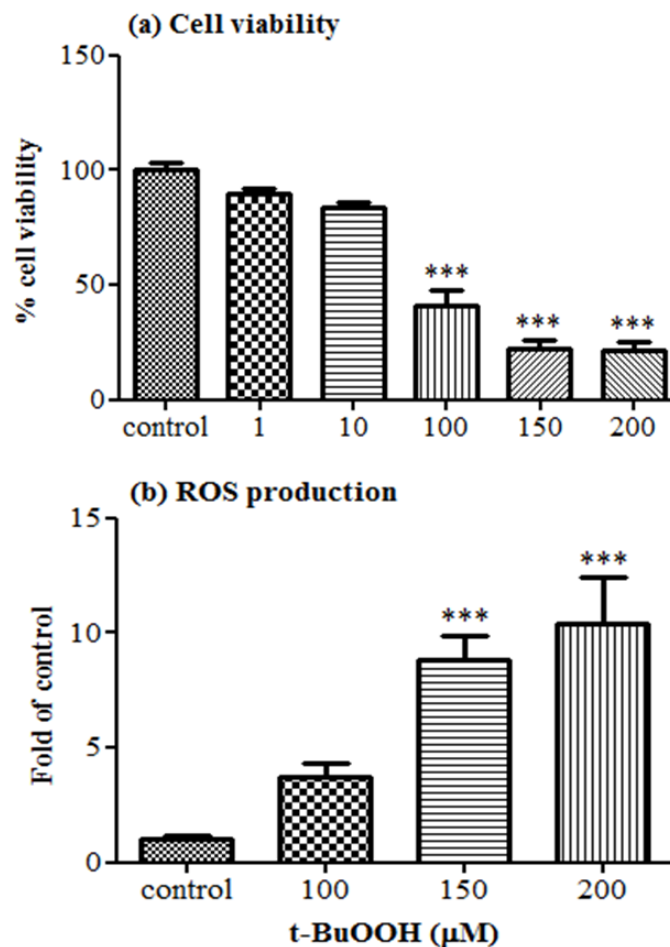 (a) Cell viability
150
100
50
0
% cell viability
***
***
***
control 1 10 100 150 200
(b) ROS production
15
10
5
0
Fold of control
***
***
control 100 150 200
t-BuOOH (μM)